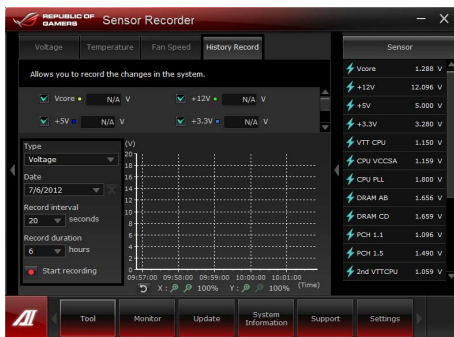 REPUBLIC OF GAMERS Sensor Recorder
Voltage Temperature Fan Speed History Record
Allows you to record the changes in the system.
Vcore N/A V +12V N/A V
+5V N/A V +3.3V N/A V
Type
Voltage
Date
7/6/2012
Record interval
20 seconds
Record duration
6 hours
Start recording
(V)
20
18
16
14
12
10
8
6
4
2
0
09:57:00 09:58:00 09:59:00 10:00:00 10:01:00
(Time)
X : 100% Y : 100%
Sensor
Vcore 1.288 V
+12V 12.096 V
+5V 5.000 V
+3.3V 3.280 V
VTT CPU 1.150 V
CPU VCCSA 1.159 V
CPU PLL 1.800 V
DRAM AB 1.656 V
DRAM CD 1.659 V
PCH 1.1 1.096 V
PCH 1.5 1.490 V
2nd VTTCPU 1.059 V
Tool Monitor Update System Information Support Settings